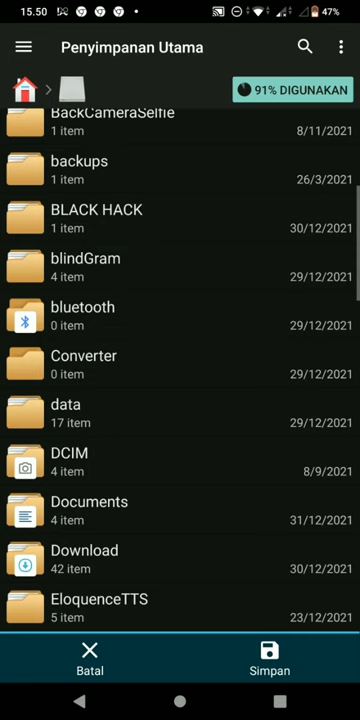 15.50
47%
Penyimpanan Utama
91% DIGUNAKAN
BackCameraSelfie
1 item
8/11/2021
backups
1 item
26/3/2021
BLACK HACK
1 item
30/12/2021
blindGram
4 item
29/12/2021
bluetooth
0 item
29/12/2021
Converter
0 item
29/12/2021
data
17 item
29/12/2021
DCIM
4 item
8/9/2021
Documents
4 item
31/12/2021
Download
42 item
30/12/2021
EloquenceTTS
5 item
23/12/2021
Batal
Simpan